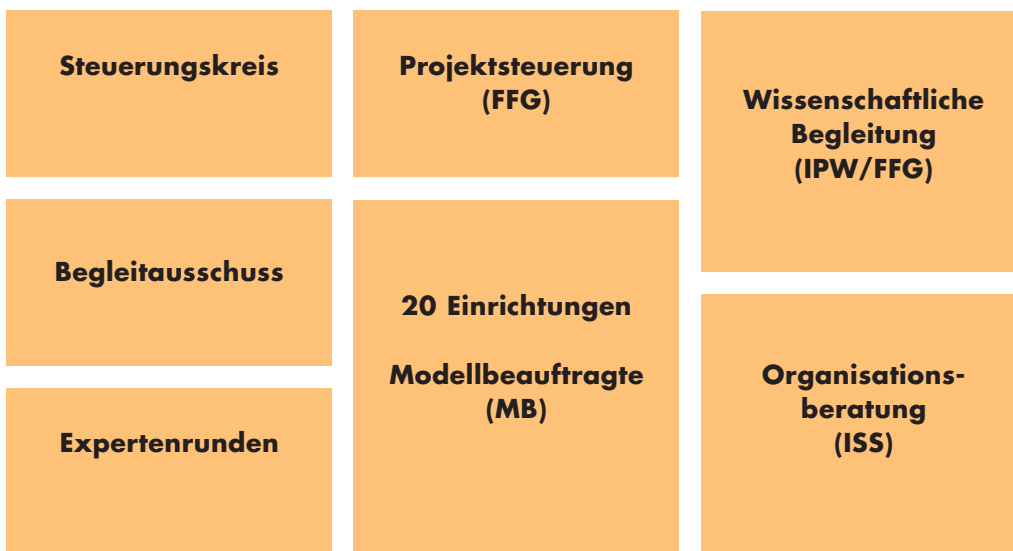 Steuerungskreis
Begleitausschuss
Expertenrunden
Projektsteuerung
(FFG)
20 Einrichtungen
Modellbeauftragte
(MB)
Wissenschaftliche
Begleitung
(IPW/FFG)
Organisations-
beratung
(ISS)